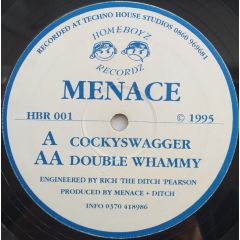 RECORDED AT TECHNO HOUSE STUDIOS 0860 969681
HOMEBOYZ
RECORDZ
MENACE
HBR 001 © 1995
A COCKYSWAGGER
AA DOUBLE WHAMMY
ENGINEERED BY RICH 'THE DITCH 'PEARSON
PRODUCED BY MENACE + DITCH
INFO 0370 418986